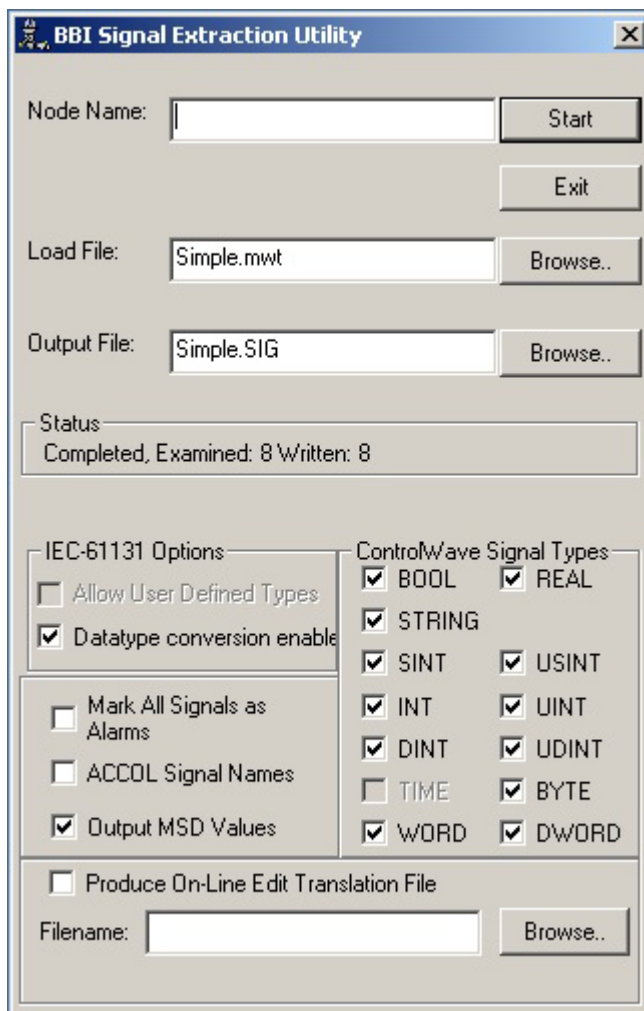 BBI Signal Extraction Utility
Node Name:
Start
Exit
Load File:
Simple.mwt
Browse..
Output File:
Simple.SIG
Browse..
Status
Completed, Examined: 8 Written: 8
IEC-61131 Options
Allow User Defined Types
Datatype conversion enable
Mark All Signals as
Alarms
ACCOL Signal Names
Output MSD Values
ControlWave Signal Types
BOOL REAL
STRING
SINT USINT
INT UINT
DINT UDINT
TIME BYTE
WORD DWORD
Produce On-Line Edit Translation File
Filename:
Browse..